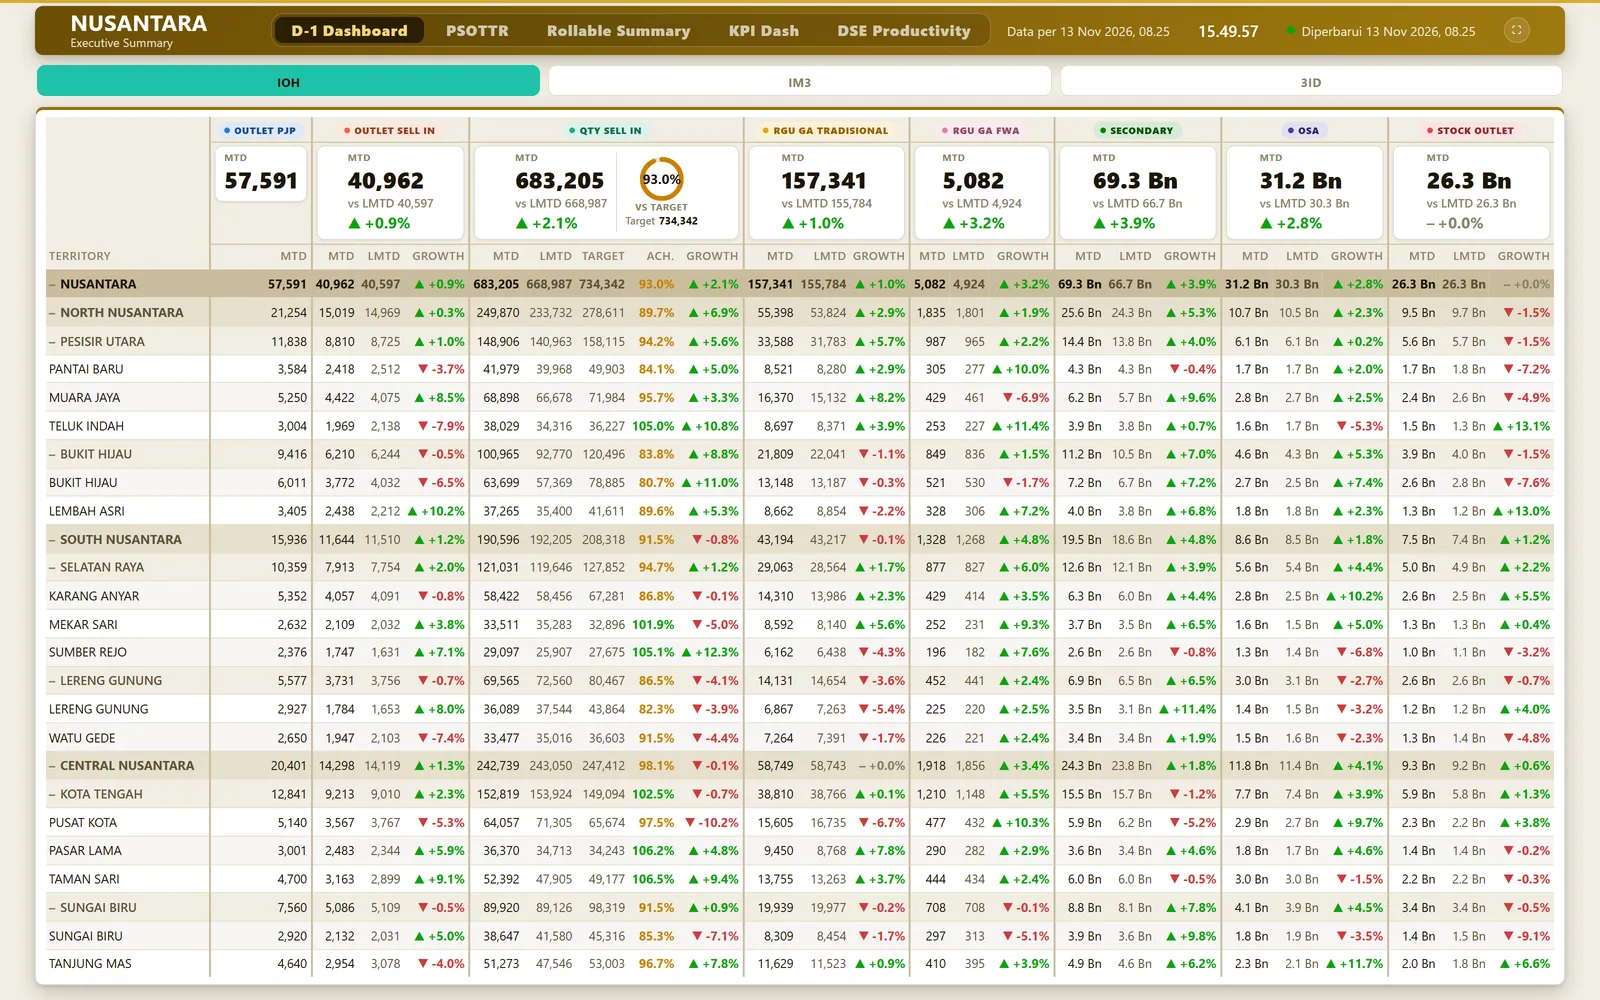 NUSANTARA
Executive Summary
D-1 Dashboard PSOTTR Rollable Summary KPI Dash DSE Productivity Data per 13 Nov 2026, 08.25 15.49.57 Diperbarui 13 Nov 2026, 08.25
IOH IM3 3ID
OUTLET PJP OUTLET SELL IN QTY SELL IN RGU GA TRADISIONAL RGU GA FWA SECONDARY OSA STOCK OUTLET
MTD MTD MTD MTD MTD MTD MTD MTD
57,591 40,962 683,205 93.0% 157,341 5,082 69.3 Bn 31.2 Bn 26.3 Bn
vs LMTD 40,597 vs LMTD 668,987 VS TARGET vs LMTD 155,784 vs LMTD 4,924 vs LMTD 66.7 Bn vs LMTD 30.3 Bn vs LMTD 26.3 Bn
▲ +0.9% ▲ +2.1% Target 734,342 ▲ +1.0% ▲ +3.2% ▲ +3.9% ▲ +2.8% – +0.0%
TERRITORY MTD MTD LMTD GROWTH MTD LMTD TARGET ACH. GROWTH MTD LMTD GROWTH MTD LMTD GROWTH MTD LMTD GROWTH MTD LMTD GROWTH MTD LMTD GROWTH
– NUSANTARA 57,591 40,962 40,597 ▲ +0.9% 683,205 668,987 734,342 93.0% ▲ +2.1% 157,341 155,784 ▲ +1.0% 5,082 4,924 ▲ +3.2% 69.3 Bn 66.7 Bn ▲ +3.9% 31.2 Bn 30.3 Bn ▲ +2.8% 26.3 Bn 26.3 Bn – +0.0%
– NORTH NUSANTARA 21,254 15,019 14,969 ▲ +0.3% 249,870 233,732 278,611 89.7% ▲ +6.9% 55,398 53,824 ▲ +2.9% 1,835 1,801 ▲ +1.9% 25.6 Bn 24.3 Bn ▲ +5.3% 10.7 Bn 10.5 Bn ▲ +2.3% 9.5 Bn 9.7 Bn ▼ -1.5%
– PESISIR UTARA 11,838 8,810 8,725 ▲ +1.0% 148,906 140,963 158,115 94.2% ▲ +5.6% 33,588 31,783 ▲ +5.7% 987 965 ▲ +2.2% 14.4 Bn 13.8 Bn ▲ +4.0% 6.1 Bn 6.1 Bn ▲ +0.2% 5.6 Bn 5.7 Bn ▼ -1.5%
PANTAI BARU 3,584 2,418 2,512 ▼ -3.7% 41,979 39,968 49,903 84.1% ▲ +5.0% 8,521 8,280 ▲ +2.9% 305 277 ▲ +10.0% 4.3 Bn 4.3 Bn ▼ -0.4% 1.7 Bn 1.7 Bn ▲ +2.0% 1.7 Bn 1.8 Bn ▼ -7.2%
MUARA JAYA 5,250 4,422 4,075 ▲ +8.5% 68,898 66,678 71,984 95.7% ▲ +3.3% 16,370 15,132 ▲ +8.2% 429 461 ▼ -6.9% 6.2 Bn 5.7 Bn ▲ +9.6% 2.8 Bn 2.7 Bn ▲ +2.5% 2.4 Bn 2.6 Bn ▼ -4.9%
TELUK INDAH 3,004 1,969 2,138 ▼ -7.9% 38,029 34,316 36,227 105.0% ▲ +10.8% 8,697 8,371 ▲ +3.9% 253 227 ▲ +11.4% 3.9 Bn 3.8 Bn ▲ +0.7% 1.6 Bn 1.7 Bn ▼ -5.3% 1.5 Bn 1.3 Bn ▲ +13.1%
– BUKIT HIJAU 9,416 6,210 6,244 ▼ -0.5% 100,965 92,770 120,496 83.8% ▲ +8.8% 21,809 22,041 ▼ -1.1% 849 836 ▲ +1.5% 11.2 Bn 10.5 Bn ▲ +7.0% 4.6 Bn 4.3 Bn ▲ +5.3% 3.9 Bn 4.0 Bn ▼ -1.5%
BUKIT HIJAU 6,011 3,772 4,032 ▼ -6.5% 63,699 57,369 78,885 80.7% ▲ +11.0% 13,148 13,187 ▼ -0.3% 521 530 ▼ -1.7% 7.2 Bn 6.7 Bn ▲ +7.2% 2.7 Bn 2.5 Bn ▲ +7.4% 2.6 Bn 2.8 Bn ▼ -7.6%
LEMBAH ASRI 3,405 2,438 2,212 ▲ +10.2% 37,265 35,400 41,611 89.6% ▲ +5.3% 8,662 8,854 ▼ -2.2% 328 306 ▲ +7.2% 4.0 Bn 3.8 Bn ▲ +6.8% 1.8 Bn 1.8 Bn ▲ +2.3% 1.3 Bn 1.2 Bn ▲ +13.0%
– SOUTH NUSANTARA 15,936 11,644 11,510 ▲ +1.2% 190,596 192,205 208,318 91.5% ▼ -0.8% 43,194 43,217 ▼ -0.1% 1,328 1,268 ▲ +4.8% 19.5 Bn 18.6 Bn ▲ +4.8% 8.6 Bn 8.5 Bn ▲ +1.8% 7.5 Bn 7.4 Bn ▲ +1.2%
– SELATAN RAYA 10,359 7,913 7,754 ▲ +2.0% 121,031 119,646 127,852 94.7% ▲ +1.2% 29,063 28,564 ▲ +1.7% 877 827 ▲ +6.0% 12.6 Bn 12.1 Bn ▲ +3.9% 5.6 Bn 5.4 Bn ▲ +4.4% 5.0 Bn 4.9 Bn ▲ +2.2%
KARANG ANYAR 5,352 4,057 4,091 ▼ -0.8% 58,422 58,456 67,281 86.8% ▼ -0.1% 14,310 13,986 ▲ +2.3% 429 414 ▲ +3.5% 6.3 Bn 6.0 Bn ▲ +4.4% 2.8 Bn 2.5 Bn ▲ +10.2% 2.6 Bn 2.5 Bn ▲ +5.5%
MEKAR SARI 2,632 2,109 2,032 ▲ +3.8% 33,511 35,283 32,896 101.9% ▼ -5.0% 8,592 8,140 ▲ +5.6% 252 231 ▲ +9.3% 3.7 Bn 3.5 Bn ▲ +6.5% 1.6 Bn 1.5 Bn ▲ +5.0% 1.3 Bn 1.3 Bn ▲ +0.4%
SUMBER REJO 2,376 1,747 1,631 ▲ +7.1% 29,097 25,907 27,675 105.1% ▲ +12.3% 6,162 6,438 ▼ -4.3% 196 182 ▲ +7.6% 2.6 Bn 2.6 Bn ▼ -0.8% 1.3 Bn 1.4 Bn ▼ -6.8% 1.0 Bn 1.1 Bn ▼ -3.2%
– LERENG GUNUNG 5,577 3,731 3,756 ▼ -0.7% 69,565 72,560 80,467 86.5% ▼ -4.1% 14,131 14,654 ▼ -3.6% 452 441 ▲ +2.4% 6.9 Bn 6.5 Bn ▲ +6.5% 3.0 Bn 3.1 Bn ▼ -2.7% 2.6 Bn 2.6 Bn ▼ -0.7%
LERENG GUNUNG 2,927 1,784 1,653 ▲ +8.0% 36,089 37,544 43,864 82.3% ▼ -3.9% 6,867 7,263 ▼ -5.4% 225 220 ▲ +2.5% 3.5 Bn 3.1 Bn ▲ +11.4% 1.4 Bn 1.5 Bn ▼ -3.2% 1.2 Bn 1.2 Bn ▲ +4.0%
WATU GEDE 2,650 1,947 2,103 ▼ -7.4% 33,477 35,016 36,603 91.5% ▼ -4.4% 7,264 7,391 ▼ -1.7% 226 221 ▲ +2.4% 3.4 Bn 3.4 Bn ▲ +1.9% 1.5 Bn 1.6 Bn ▼ -2.3% 1.3 Bn 1.4 Bn ▼ -4.8%
– CENTRAL NUSANTARA 20,401 14,298 14,119 ▲ +1.3% 242,739 243,050 247,412 98.1% ▼ -0.1% 58,749 58,743 – +0.0% 1,918 1,856 ▲ +3.4% 24.3 Bn 23.8 Bn ▲ +1.8% 11.8 Bn 11.4 Bn ▲ +4.1% 9.3 Bn 9.2 Bn ▲ +0.6%
– KOTA TENGAH 12,841 9,213 9,010 ▲ +2.3% 152,819 153,924 149,094 102.5% ▼ -0.7% 38,810 38,766 ▲ +0.1% 1,210 1,148 ▲ +5.5% 15.5 Bn 15.7 Bn ▼ -1.2% 7.7 Bn 7.4 Bn ▲ +3.9% 5.9 Bn 5.8 Bn ▲ +1.3%
PUSAT KOTA 5,140 3,567 3,767 ▼ -5.3% 64,057 71,305 65,674 97.5% ▼ -10.2% 15,605 16,735 ▼ -6.7% 477 432 ▲ +10.3% 5.9 Bn 6.2 Bn ▼ -5.2% 2.9 Bn 2.7 Bn ▲ +9.7% 2.3 Bn 2.2 Bn ▲ +3.8%
PASAR LAMA 3,001 2,483 2,344 ▲ +5.9% 36,370 34,713 34,243 106.2% ▲ +4.8% 9,450 8,768 ▲ +7.8% 290 282 ▲ +2.9% 3.6 Bn 3.4 Bn ▲ +4.6% 1.8 Bn 1.7 Bn ▲ +4.6% 1.4 Bn 1.4 Bn ▼ -0.2%
TAMAN SARI 4,700 3,163 2,899 ▲ +9.1% 52,392 47,905 49,177 106.5% ▲ +9.4% 13,755 13,263 ▲ +3.7% 444 434 ▲ +2.4% 6.0 Bn 6.0 Bn ▼ -0.5% 3.0 Bn 3.0 Bn ▼ -1.5% 2.2 Bn 2.2 Bn ▼ -0.3%
– SUNGAI BIRU 7,560 5,086 5,109 ▼ -0.5% 89,920 89,126 98,319 91.5% ▲ +0.9% 19,939 19,977 ▼ -0.2% 708 708 ▼ -0.1% 8.8 Bn 8.1 Bn ▲ +7.8% 4.1 Bn 3.9 Bn ▲ +4.5% 3.4 Bn 3.4 Bn ▼ -0.5%
SUNGAI BIRU 2,920 2,132 2,031 ▲ +5.0% 38,647 41,580 45,316 85.3% ▼ -7.1% 8,309 8,454 ▼ -1.7% 297 313 ▼ -5.1% 3.9 Bn 3.6 Bn ▲ +9.8% 1.8 Bn 1.9 Bn ▼ -3.5% 1.4 Bn 1.5 Bn ▼ -9.1%
TANJUNG MAS 4,640 2,954 3,078 ▼ -4.0% 51,273 47,546 53,003 96.7% ▲ +7.8% 11,629 11,523 ▲ +0.9% 410 395 ▲ +3.9% 4.9 Bn 4.6 Bn ▲ +6.2% 2.3 Bn 2.1 Bn ▲ +11.7% 2.0 Bn 1.8 Bn ▲ +6.6%